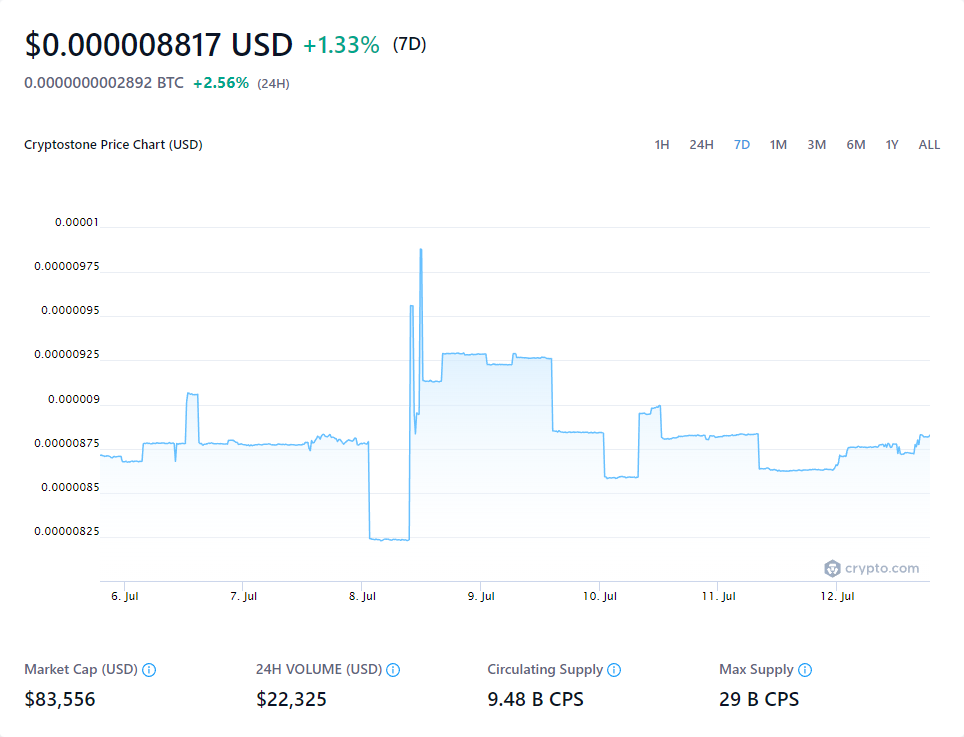 $0.000008817 USD +1.33% (7D)
0.0000000002892 BTC +2.56% (24H)
Cryptostone Price Chart (USD)
1H 24H 7D 1M 3M 6M 1Y ALL
0.00001
0.00000975
0.0000095
0.00000925
0.000009
0.00000875
0.0000085
0.00000825
crypto.com
6. Jul 7. Jul 8. Jul 9. Jul 10. Jul 11. Jul 12. Jul
Market Cap (USD) 24H VOLUME (USD) Circulating Supply Max Supply
$83,556 $22,325 9.48 B CPS 29 B CPS